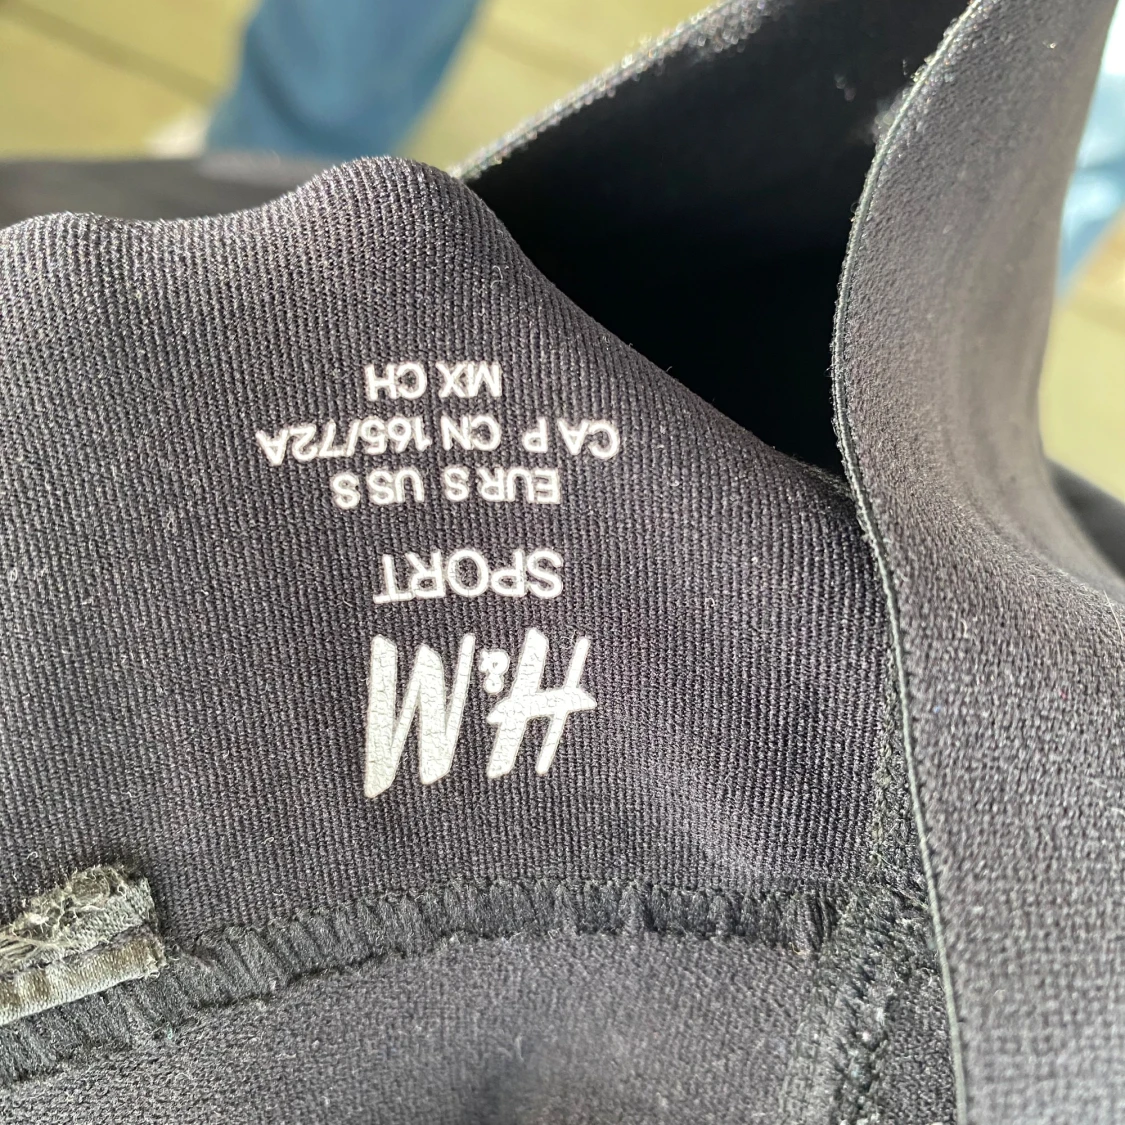 H&M
SPORT
EUR S US S
CA P CN 165/72A
MX CH